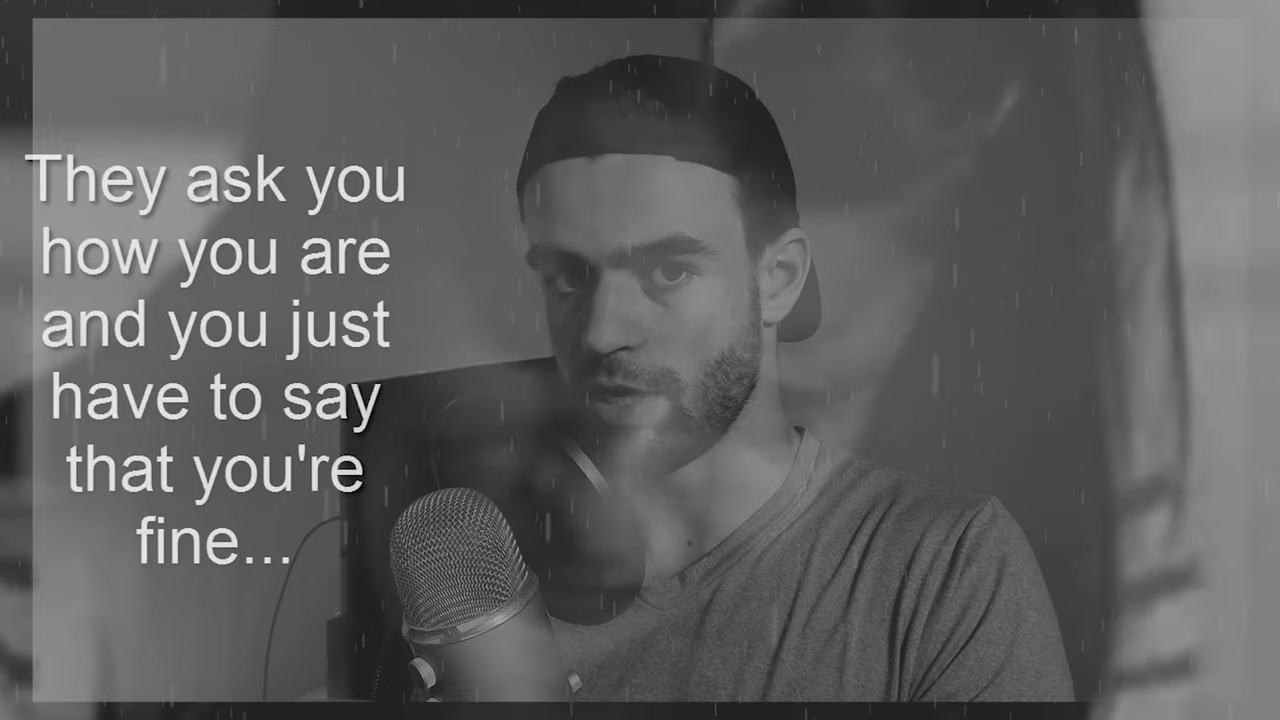 They ask you
how you are
and you just
have to say
that you're
fine...